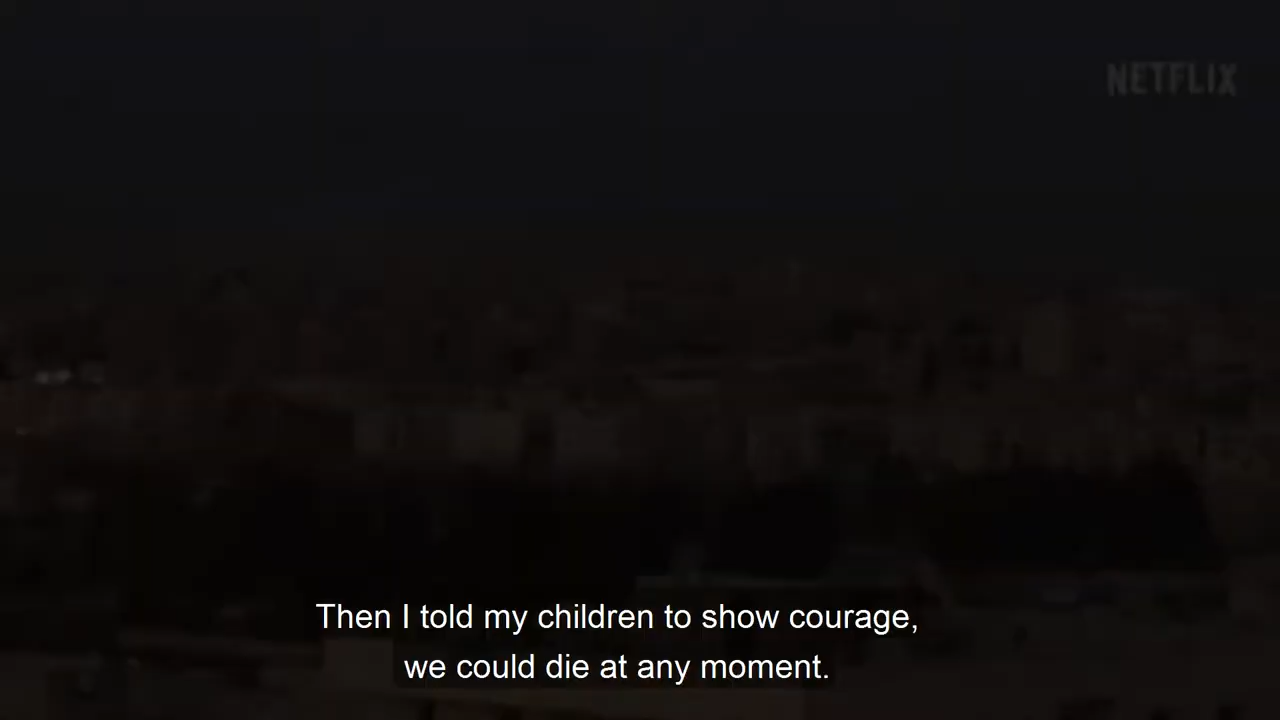 NETFLIX
Then I told my children to show courage,
we could die at any moment.